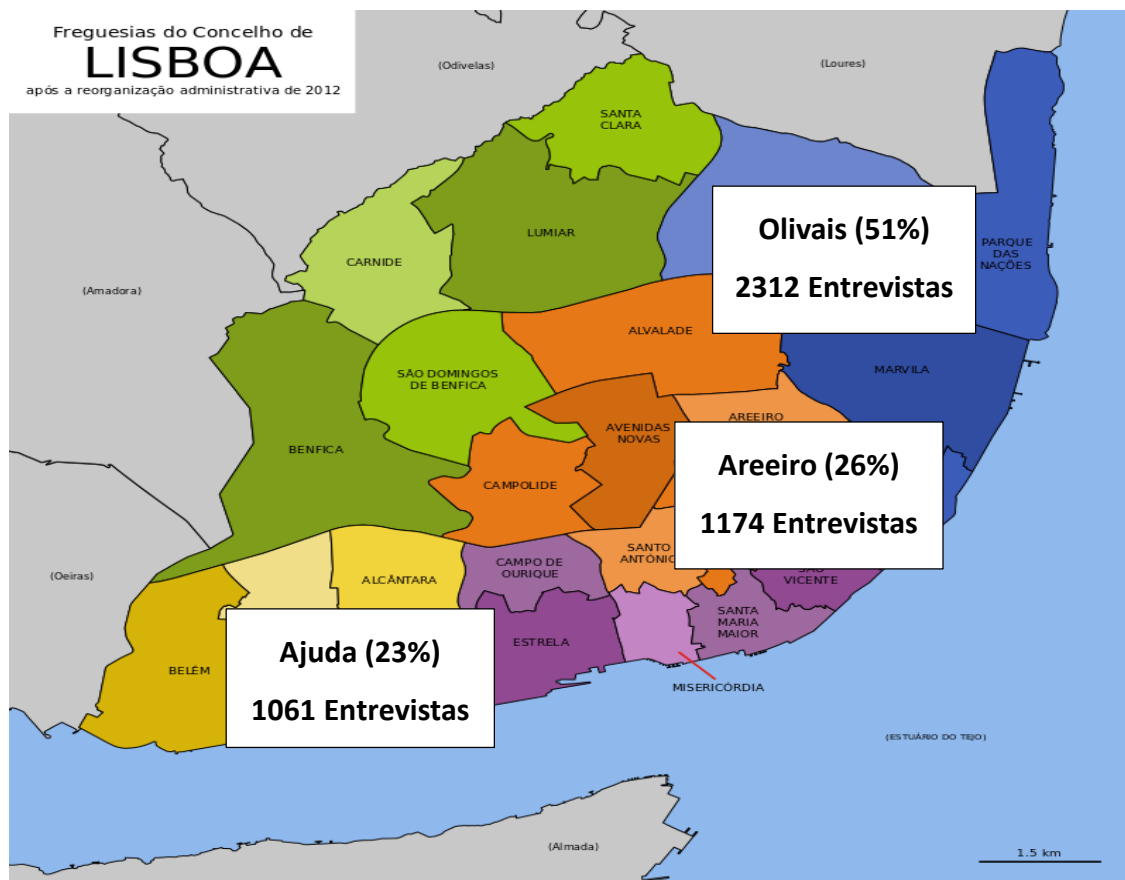 Freguesias do Concelho de
LISBOA
após a reorganização administrativa de 2012
(Odivelas)
(Loures)
SANTA
CLARA
LUMIAR
CARNIDE
(Amadora)
Olivais (51%)
2312 Entrevistas
PARQUE
DAS
NAÇÕES
ALVALADE
MARVILA
SÃO DOMINGOS
DE BENFICA
AREEIRO
AVENIDAS
NOVAS
BENFICA
CAMPOLIDE
Areeiro (26%)
1174 Entrevistas
(Oeiras)
ALCÂNTARA
CAMPO DE
OURIQUE
SANTO
ANTÓNIO
SÃO
VICENTE
SANTA
MARIA
MAIOR
ESTRELA
BELÉM
Ajuda (23%)
1061 Entrevistas
MISERICÓRDIA
(ESTUÁRIO DO TEJO)
(Almada)
1.5 km